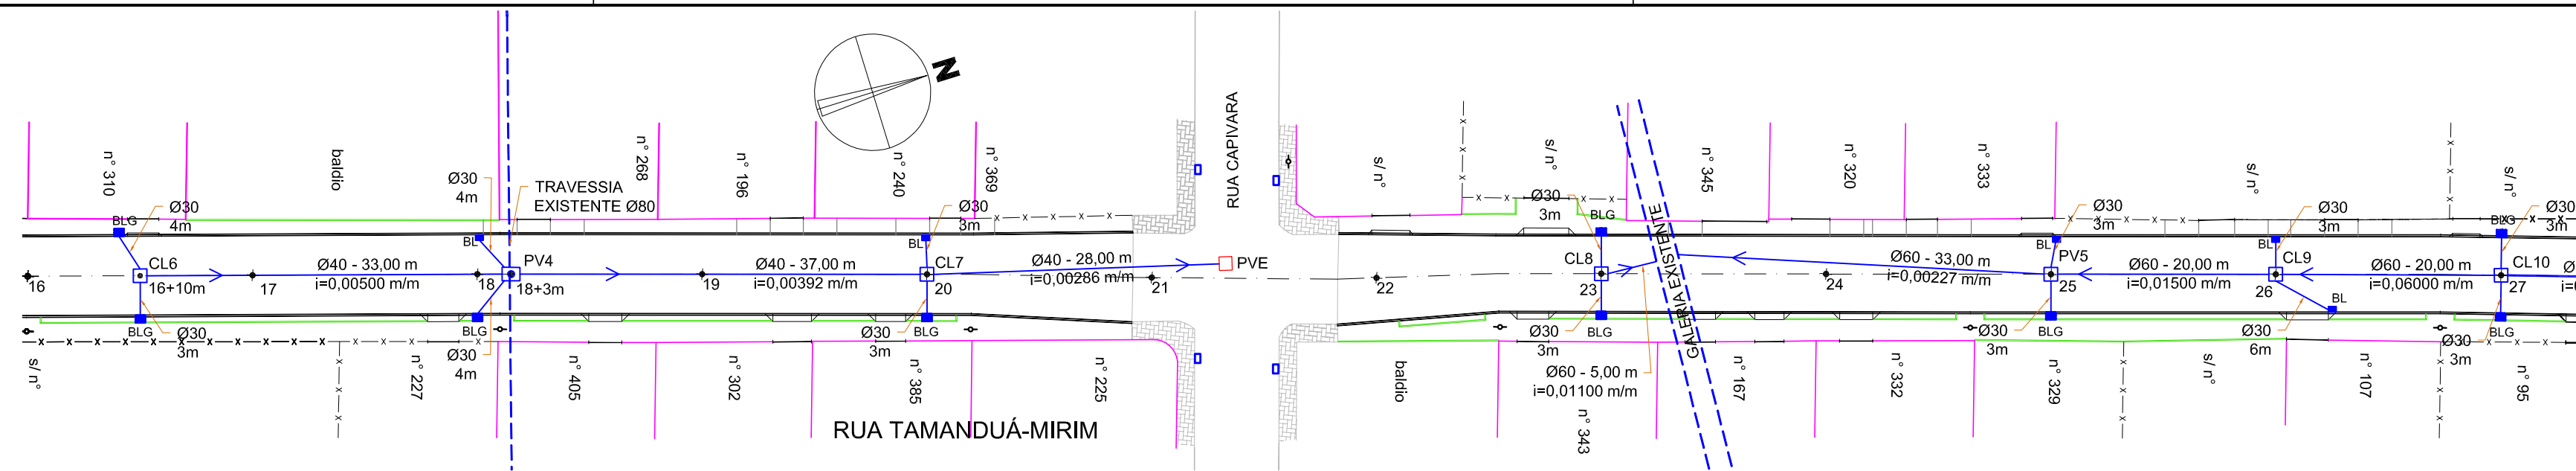 n° 310
baldio
Ø30
4m
TRAVESSIA
EXISTENTE Ø80
n° 268
n° 196
n° 240
n° 369
N
RUA CAPIVARA
s/ n°
s/ n°
n° 345
n° 320
n° 333
s/ n°
s/ n°
BLG
Ø30
4m
BL
BL
Ø30
3m
Ø30
3m
BLG
GALERIA EXISTENTE
Ø30
3m
BL
BL
Ø30
3m
BLG
Ø30
3m
16
CL6
16+10m
17
Ø40 - 33,00 m
i=0,00500 m/m
18
PV4
18+3m
19
Ø40 - 37,00 m
i=0,00392 m/m
CL7
20
Ø40 - 28,00 m
i=0,00286 m/m
21
PVE
22
CL8
23
24
Ø60 - 33,00 m
i=0,00227 m/m
PV5
25
Ø60 - 20,00 m
i=0,01500 m/m
CL9
26
Ø60 - 20,00 m
i=0,06000 m/m
CL10
27
BL
BLG
Ø30
3m
BLG
Ø30
4m
Ø30
3m
BLG
Ø30
3m
BLG
Ø60 - 5,00 m
i=0,01100 m/m
Ø30
3m
BLG
Ø30
6m
Ø30
3m
BLG
s/ n°
n° 227
n° 405
n° 302
n° 385
n° 225
baldio
n° 343
n° 167
n° 332
n° 329
s/ n°
n° 107
n° 95
RUA TAMANDUÁ-MIRIM